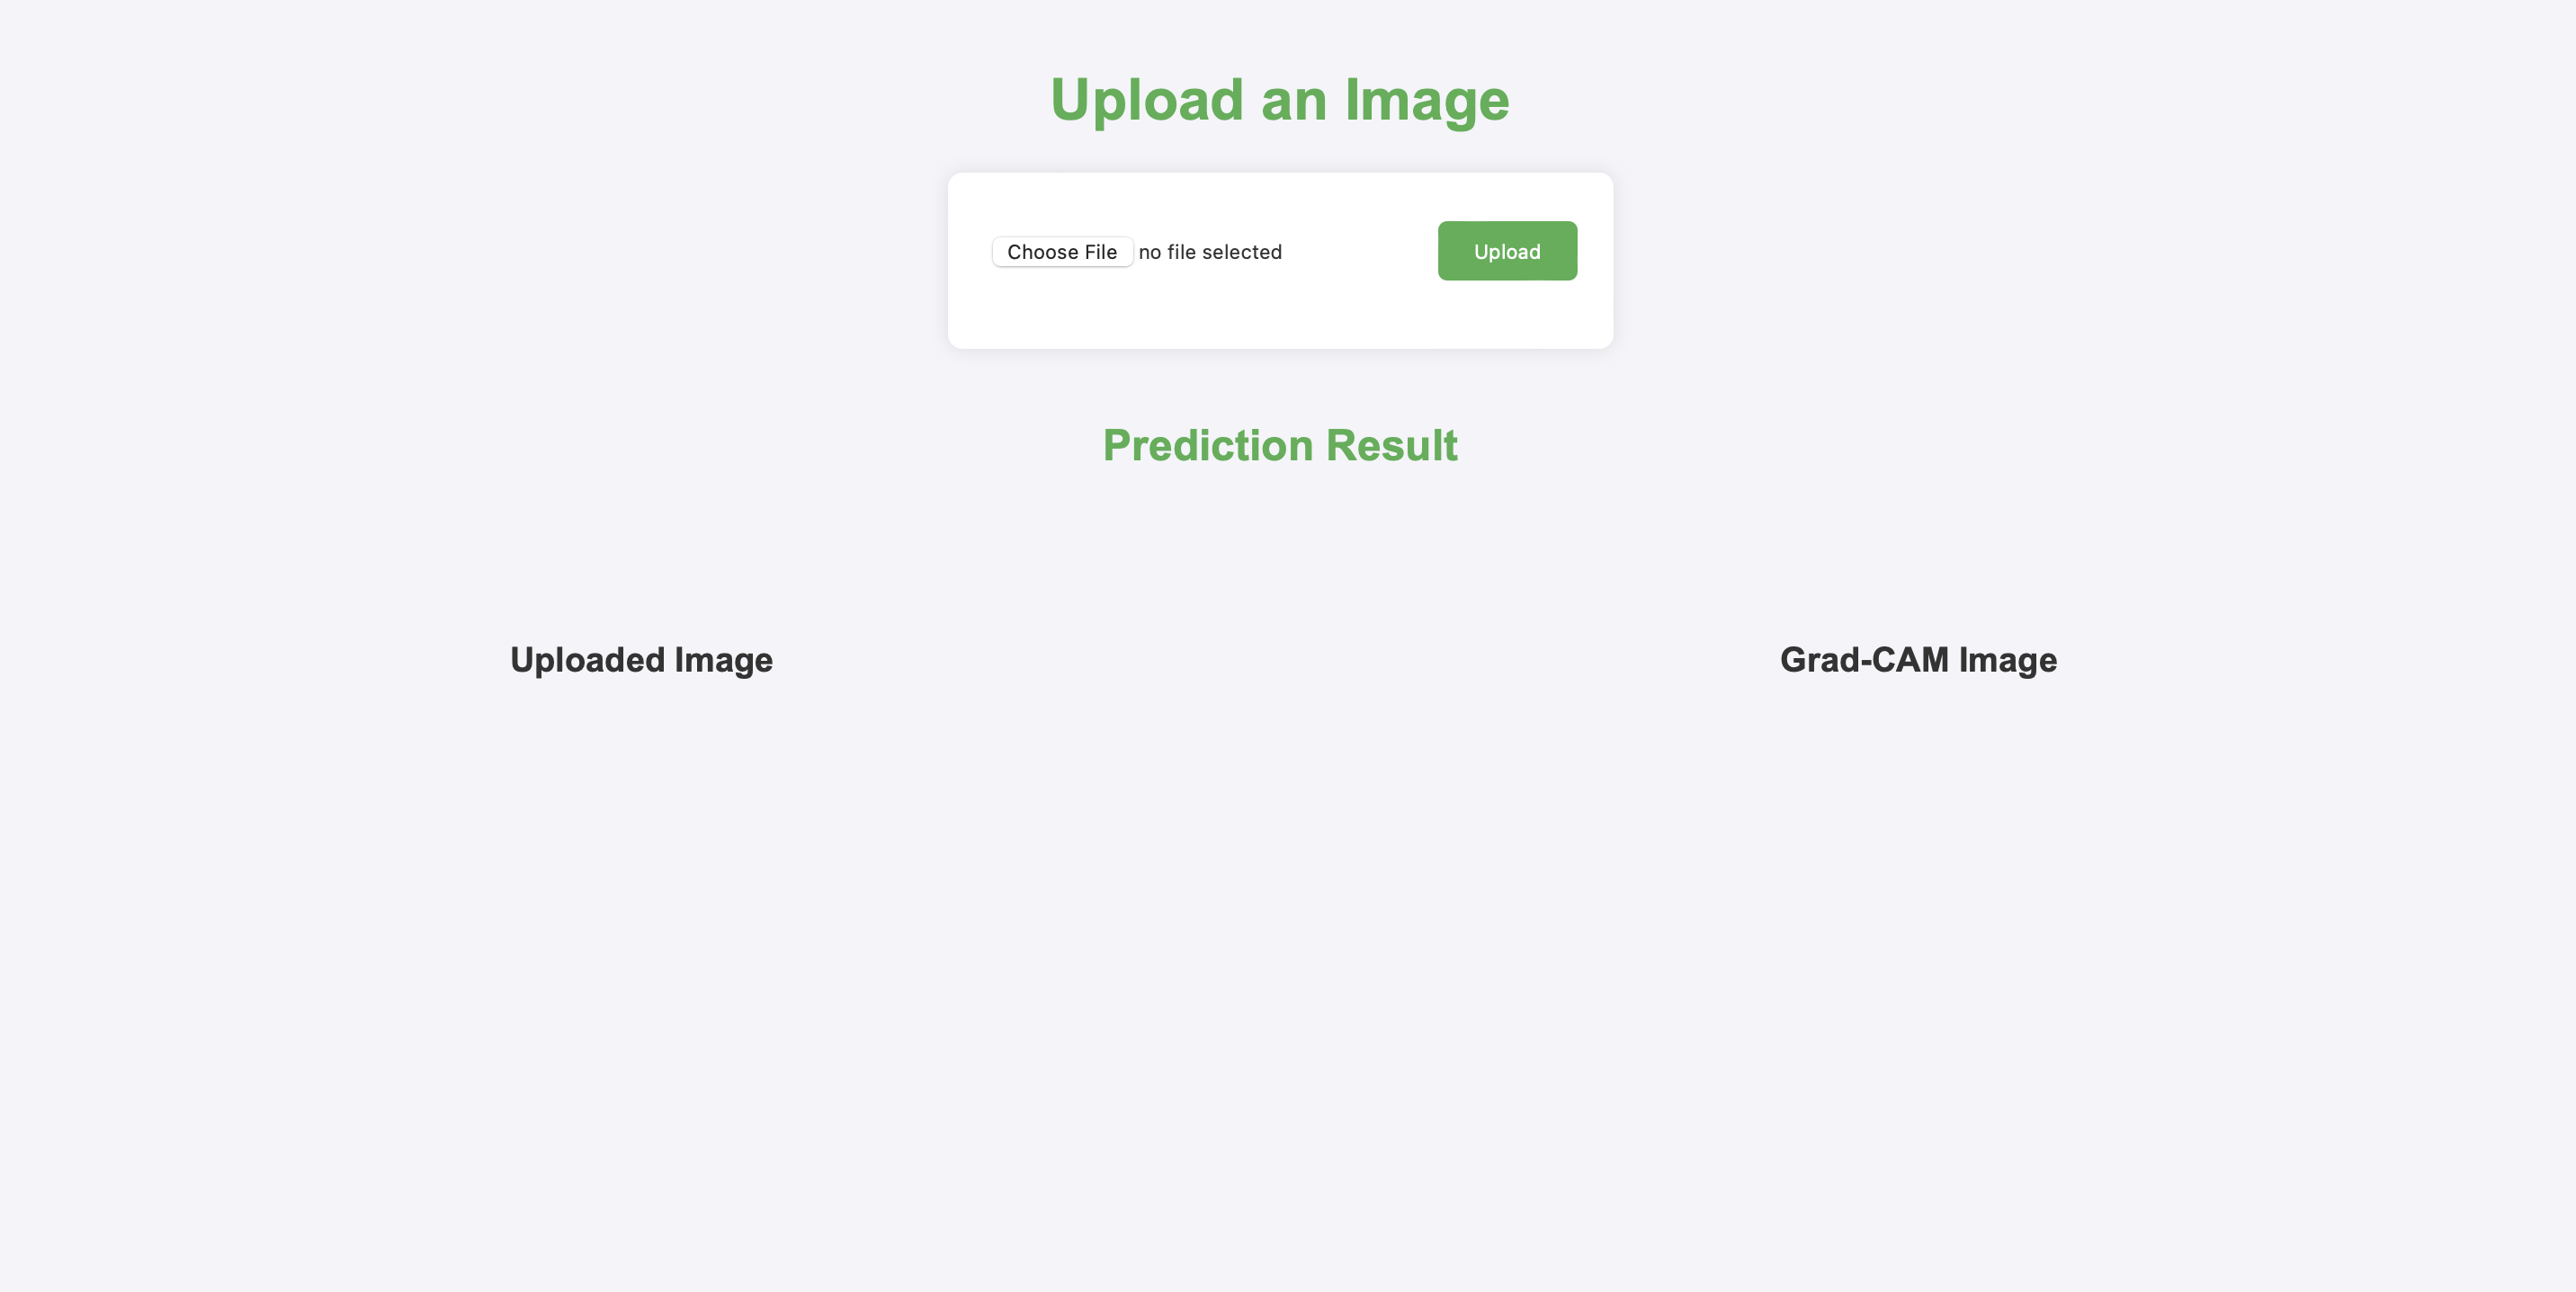 Upload an Image
Choose File no file selected
Upload
Prediction Result
Uploaded Image
Grad-CAM Image